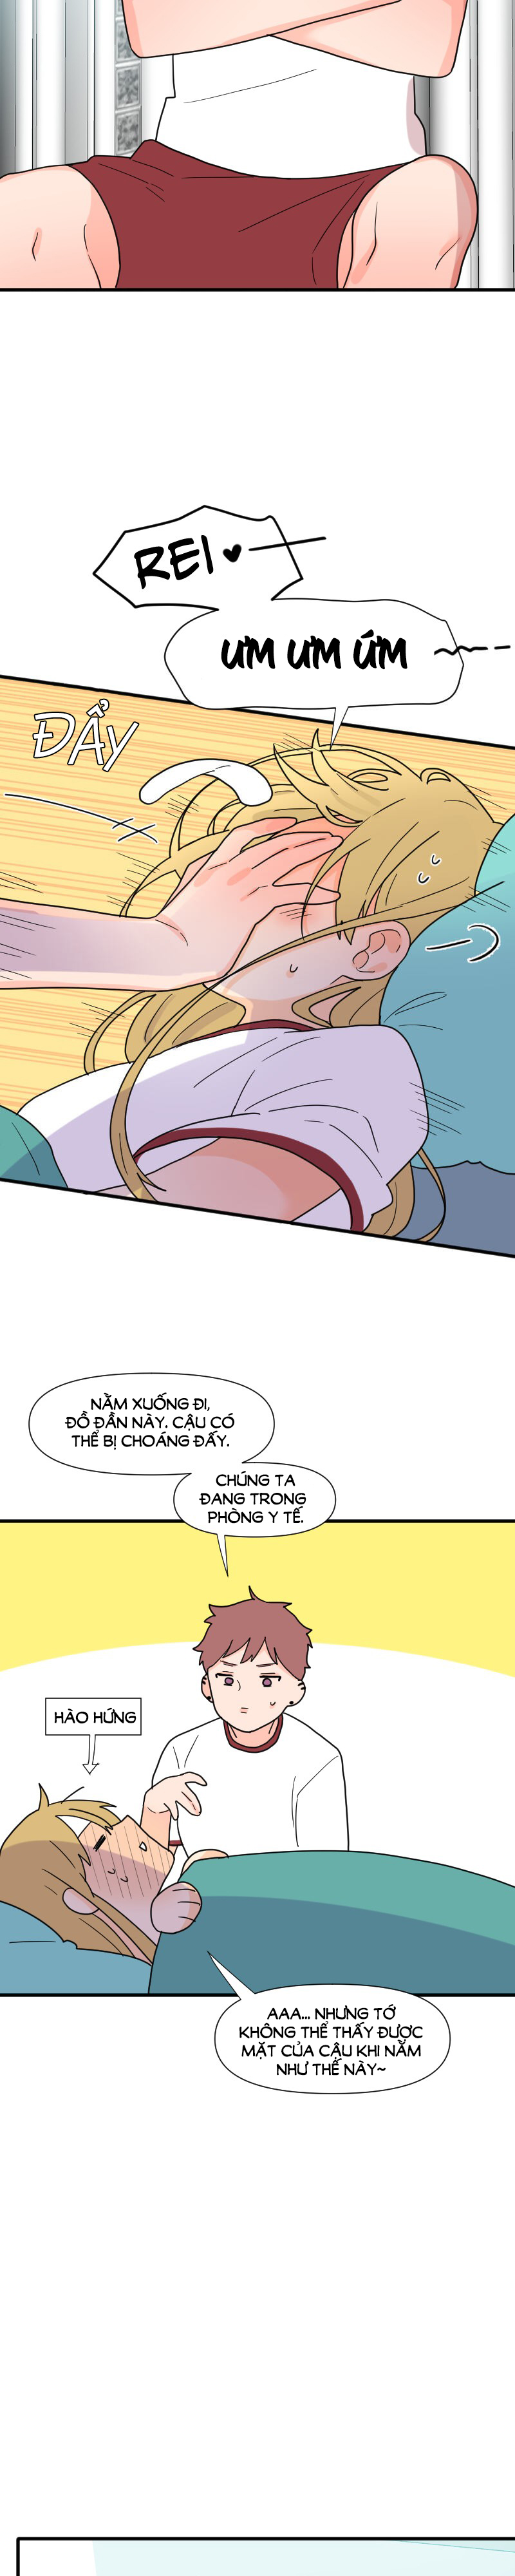 REI♥
ƯM ƯM ỨM
ĐẨY
NẰM XUỐNG ĐI,
ĐỒ ĐẦN NÀY. CẬU CÓ
THỂ BỊ CHOÁNG ĐẤY.
CHÚNG TA
ĐANG TRONG
PHÒNG Y TẾ.
HÀO HỨNG
AAA... NHƯNG TỚ
KHÔNG THỂ THẤY ĐƯỢC
MẶT CỦA CẬU KHI NẰM
NHƯ THẾ NÀY~